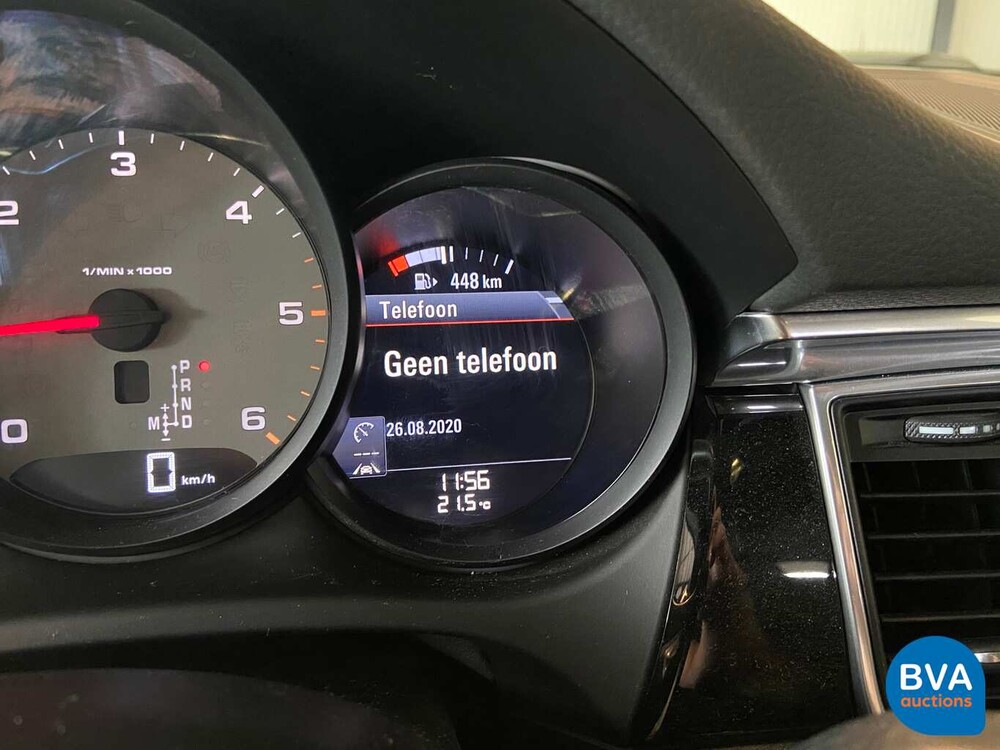 0
2
3
4
5
6
1/MIN x 1000
P
R
N
M D
+
−
0 km/h
448 km
Telefoon
Geen telefoon
26.08.2020
---
11:56
21,5 °C
BVA
auctions